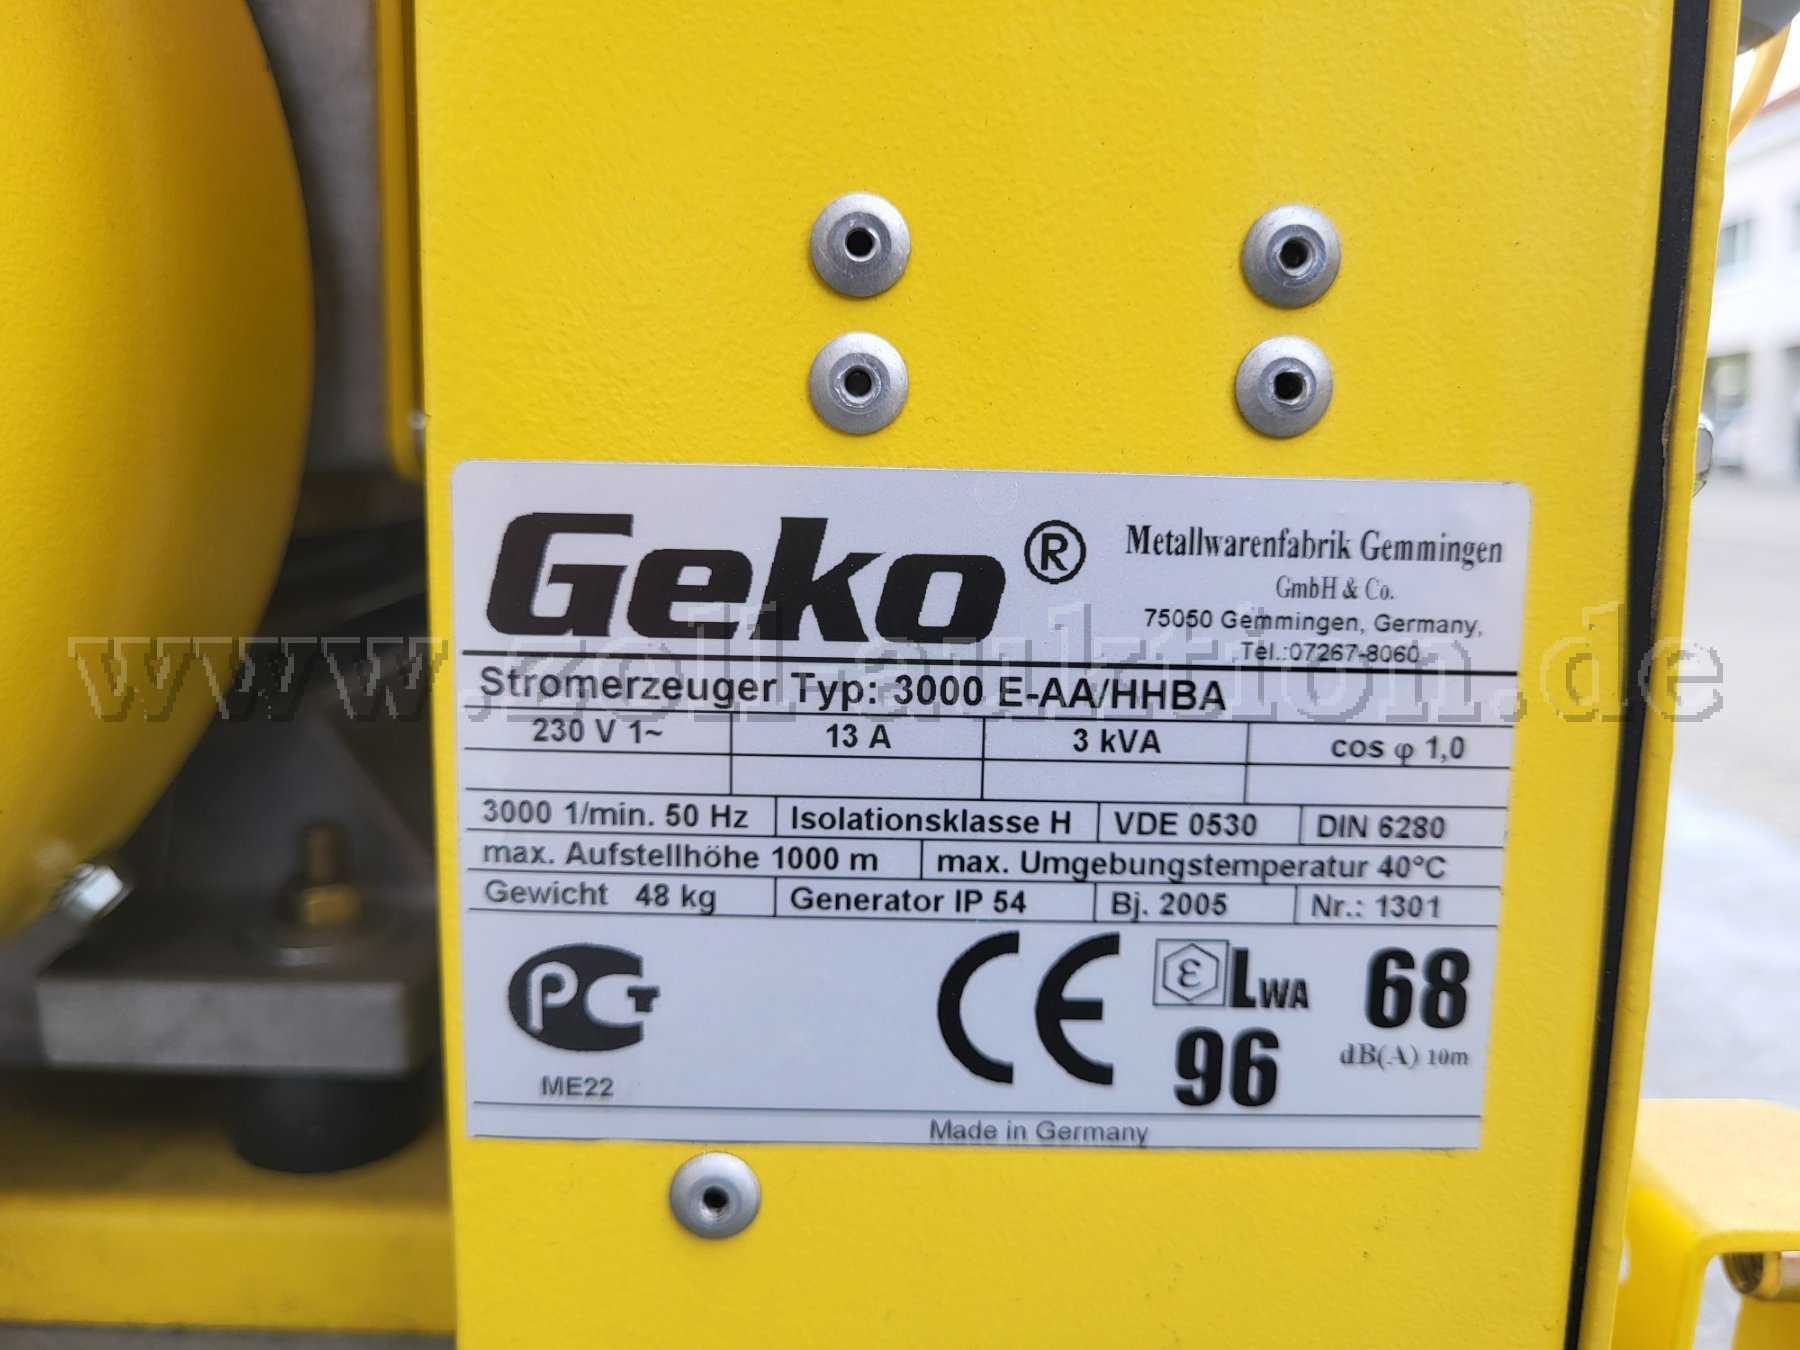 Geko ®
Metallwarenfabrik Gemmingen
GmbH & Co.
75050 Gemmingen, Germany,
Tel.:07267-8060
www.zoll-auktion.de
Stromerzeuger Typ: 3000 E-AA/HHBA
230 V 1~ 13 A 3 kVA cos φ 1,0
3000 1/min. 50 Hz Isolationsklasse H VDE 0530 DIN 6280
max. Aufstellhöhe 1000 m max. Umgebungstemperatur 40°C
Gewicht 48 kg Generator IP 54 Bj. 2005 Nr.: 1301
PCT
ME22
CE
ε LWA
96
68
dB(A) 10m
Made in Germany